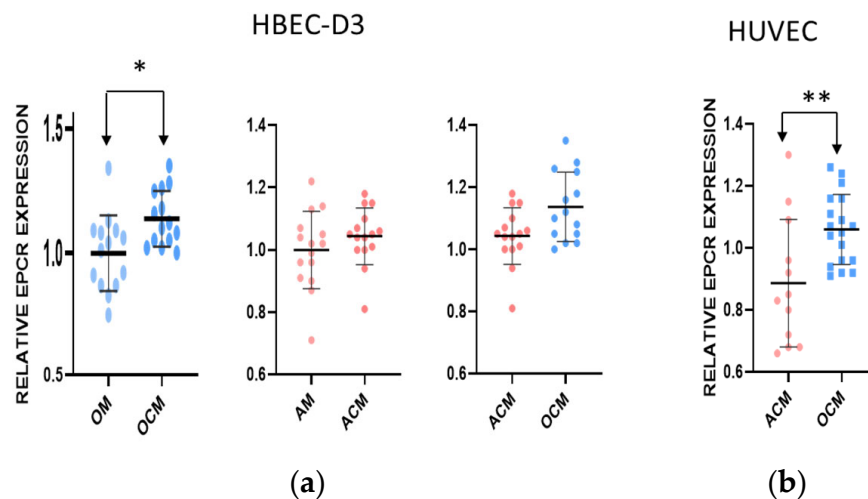 HBEC-D3
HUVEC
*
**
RELATIVE EPCR EXPRESSION
1.5
1.0
0.5
OM
OCM
1.4
1.2
1.0
0.8
0.6
AM
ACM
1.4
1.2
1.0
0.8
0.6
ACM
OCM
RELATIVE EPCR EXPRESSION
1.4
1.2
1.0
0.8
0.6
ACM
OCM
(a)
(b)